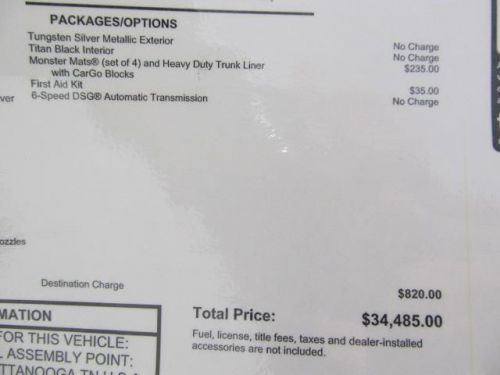 PACKAGES/OPTIONS
Tungsten Silver Metallic Exterior No Charge
Titan Black Interior No Charge
Monster Mats® (set of 4) and Heavy Duty Trunk Liner $235.00
with CarGo Blocks
First Aid Kit $35.00
6-Speed DSG® Automatic Transmission No Charge
ver
ozzles
Destination Charge $820.00
Total Price: $34,485.00
Fuel, license, title fees, taxes and dealer-installed
accessories are not included.
MATION
FOR THIS VEHICLE:
L ASSEMBLY POINT:
TTANOOGA,TN U.S.A